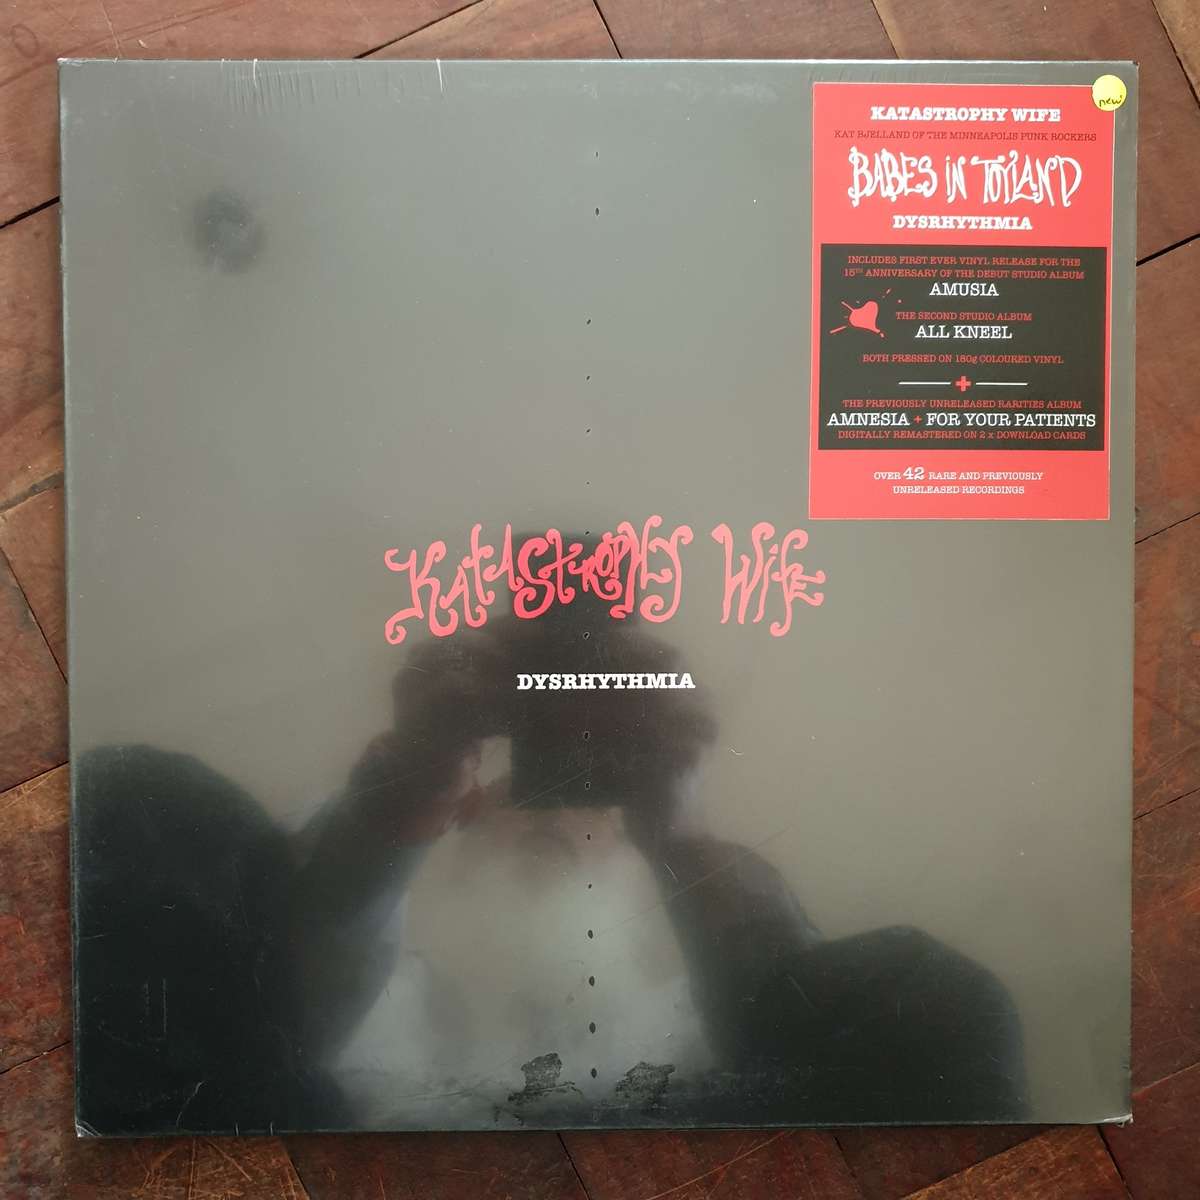 new
KATASTROPHY WIFE
KAT BJELLAND OF THE MINNEAPOLIS PUNK ROCKERS
BABES IN TOYLAND
DYSRHYTHMIA
INCLUDES FIRST EVER VINYL RELEASE FOR THE
15TH ANNIVERSARY OF THE DEBUT STUDIO ALBUM
AMUSIA
THE SECOND STUDIO ALBUM
ALL KNEEL
BOTH PRESSED ON 180g COLOURED VINYL
+
THE PREVIOUSLY UNRELEASED RARITIES ALBUM
AMNESIA + FOR YOUR PATIENTS
DIGITALLY REMASTERED ON 2 x DOWNLOAD CARDS
OVER 42 RARE AND PREVIOUSLY
UNRELEASED RECORDINGS
KATASTROPHY WIFE
DYSRHYTHMIA